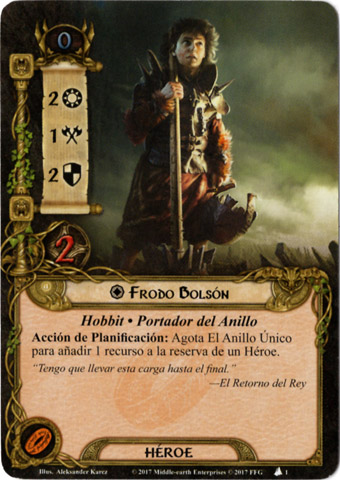 0
2
1
2
2
Frodo Bolsón
Hobbit • Portador del Anillo
Acción de Planificación: Agota El Anillo Único
para añadir 1 recurso a la reserva de un Héroe.
“Tengo que llevar esta carga hasta el final.”
—El Retorno del Rey
HÉROE
Illus. Aleksander Karcz
© 2017 Middle-earth Enterprises © 2017 FFG
1